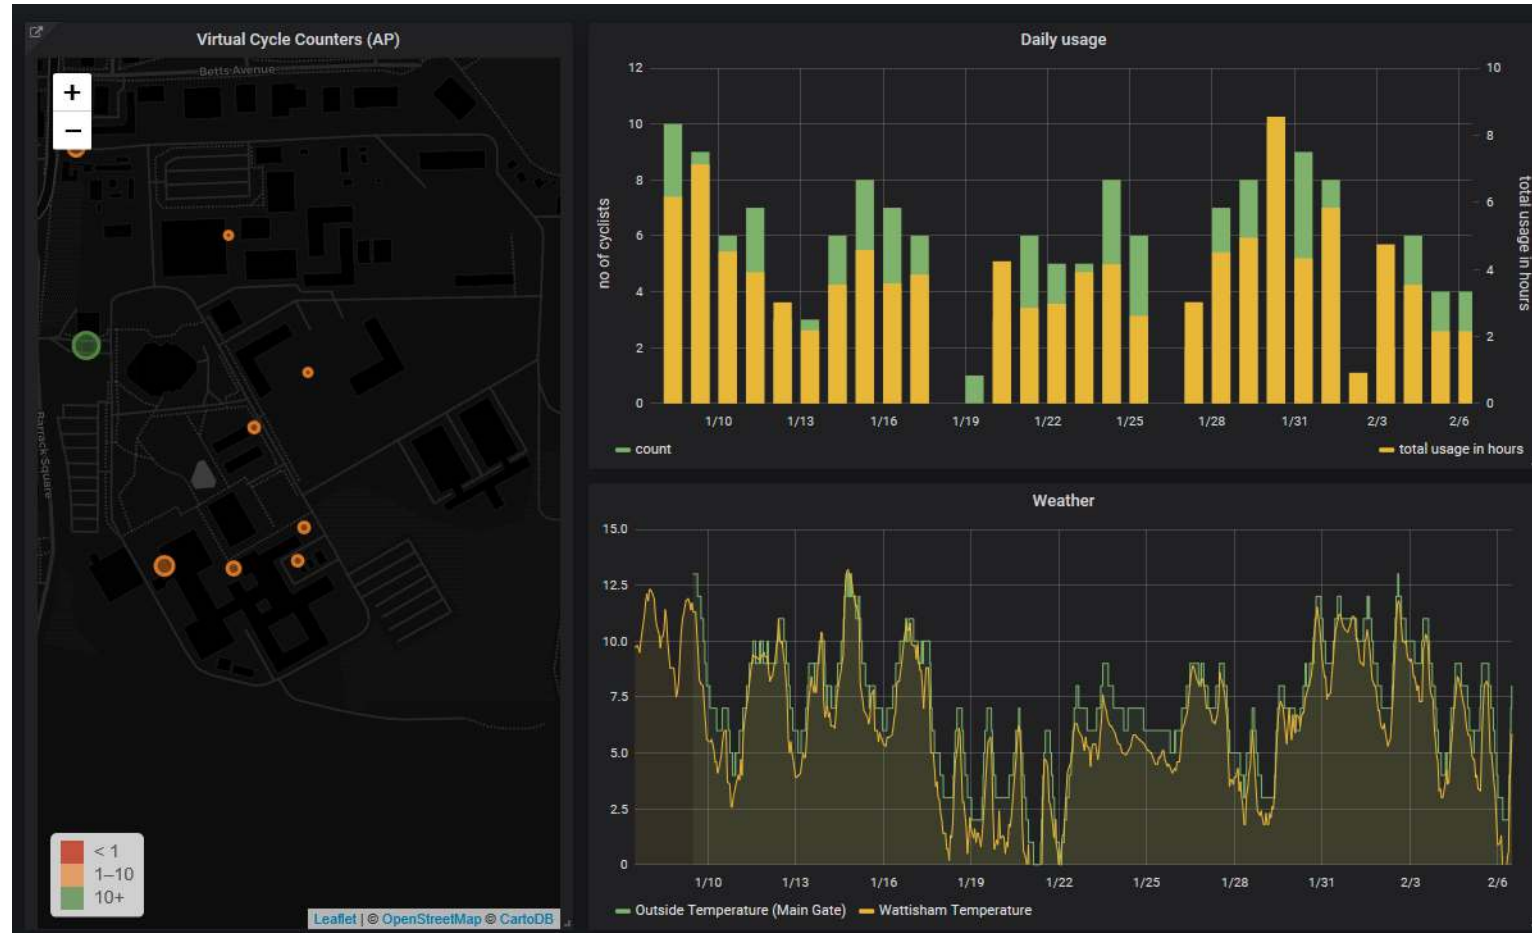 Virtual Cycle Counters (AP)
Betts Avenue
+
−
Barrack Square
< 1
1–10
10+
Leaflet | © OpenStreetMap © CartoDB
Daily usage
12
10
8
6
4
2
0
no of cyclists
10
8
6
4
2
0
total usage in hours
1/10 1/13 1/16 1/19 1/22 1/25 1/28 1/31 2/3 2/6
count total usage in hours
Weather
15.0
12.5
10.0
7.5
5.0
2.5
0
1/10 1/13 1/16 1/19 1/22 1/25 1/28 1/31 2/3 2/6
Outside Temperature (Main Gate) Wattisham Temperature